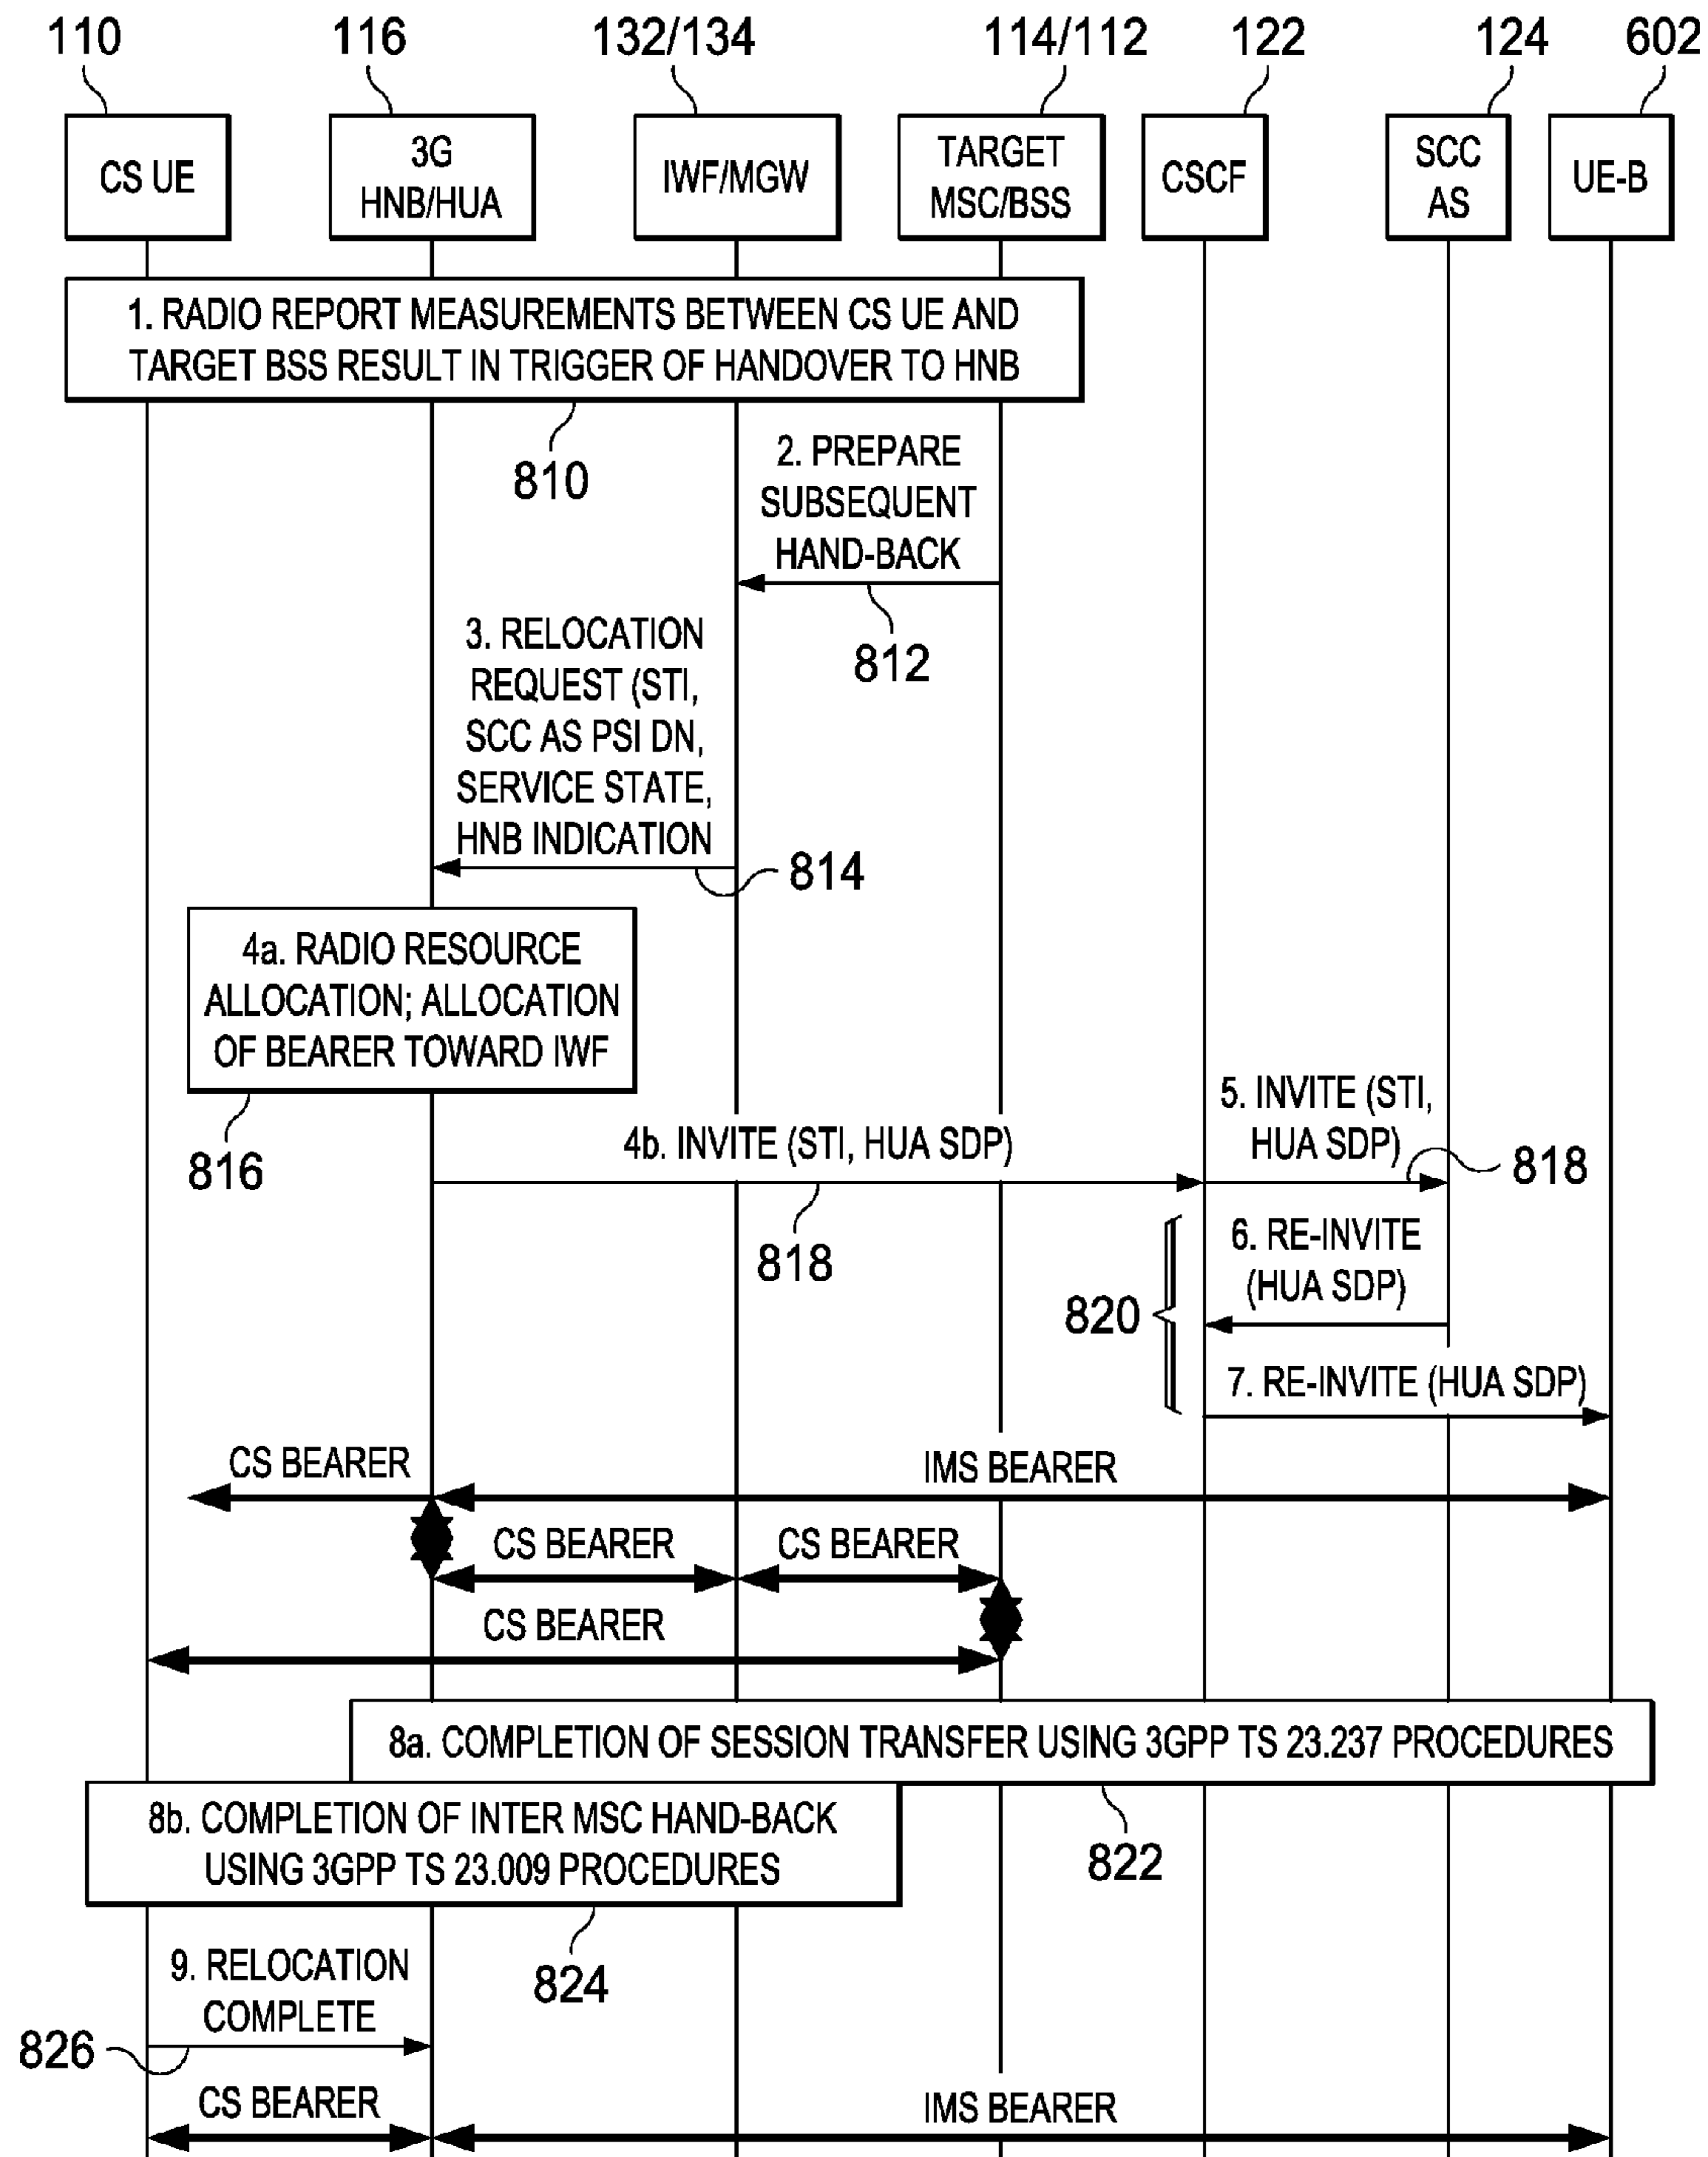 110
116
132/134
114/112
122
124
602
CS UE
3G
HNB/HUA
IWF/MGW
TARGET
MSC/BSS
CSCF
SCC
AS
UE-B
1. RADIO REPORT MEASUREMENTS BETWEEN CS UE AND
TARGET BSS RESULT IN TRIGGER OF HANDOVER TO HNB
810
2. PREPARE
SUBSEQUENT
HAND-BACK
812
3. RELOCATION
REQUEST (STI,
SCC AS PSI DN,
SERVICE STATE,
HNB INDICATION
814
4a. RADIO RESOURCE
ALLOCATION; ALLOCATION
OF BEARER TOWARD IWF
816
4b. INVITE (STI, HUA SDP)
818
5. INVITE (STI,
HUA SDP)
818
6. RE-INVITE
(HUA SDP)
820
7. RE-INVITE (HUA SDP)
CS BEARER
IMS BEARER
CS BEARER
CS BEARER
CS BEARER
8a. COMPLETION OF SESSION TRANSFER USING 3GPP TS 23.237 PROCEDURES
822
8b. COMPLETION OF INTER MSC HAND-BACK
USING 3GPP TS 23.009 PROCEDURES
824
9. RELOCATION
COMPLETE
826
CS BEARER
IMS BEARER